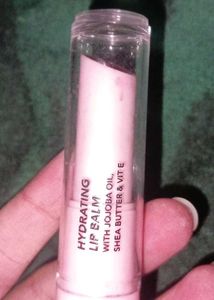 HYDRATING
LIP BALM
WITH JOJOBA OIL,
SHEA BUTTER & VIT E